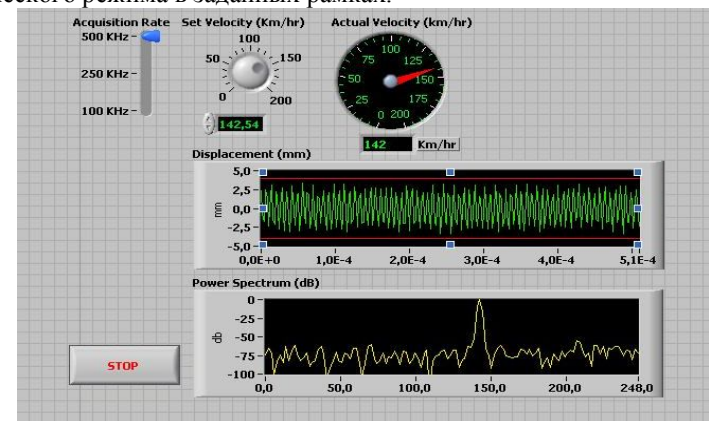 ческого режима в заданных рамках.
Acquisition Rate Set Velocity (Km/hr) Actual Velocity (km/hr)
500 KHz
250 KHz
100 KHz
0 50 100 150 200
142,54
0 25 50 75 100 125 150 175 200
142 Km/hr
Displacement (mm)
mm
5,0
2,5
0,0
-2,5
-5,0
0,0E+0 1,0E-4 2,0E-4 3,0E-4 4,0E-4 5,1E-4
Power Spectrum (dB)
db
0
-25
-50
-75
-100
0,0 50,0 100,0 150,0 200,0 248,0
STOP